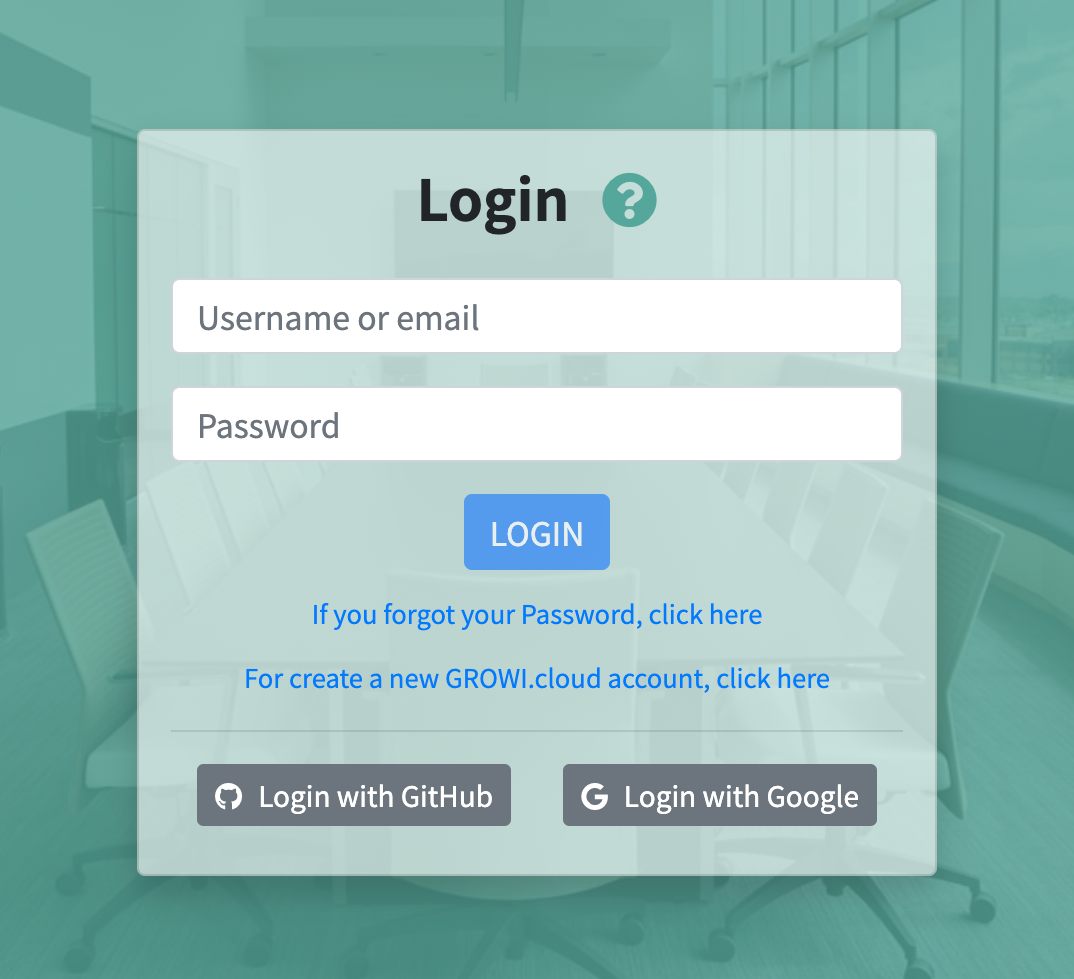 Login ?
Username or email
Password
LOGIN
If you forgot your Password, click here
For create a new GROWI.cloud account, click here
Login with GitHub
Login with Google